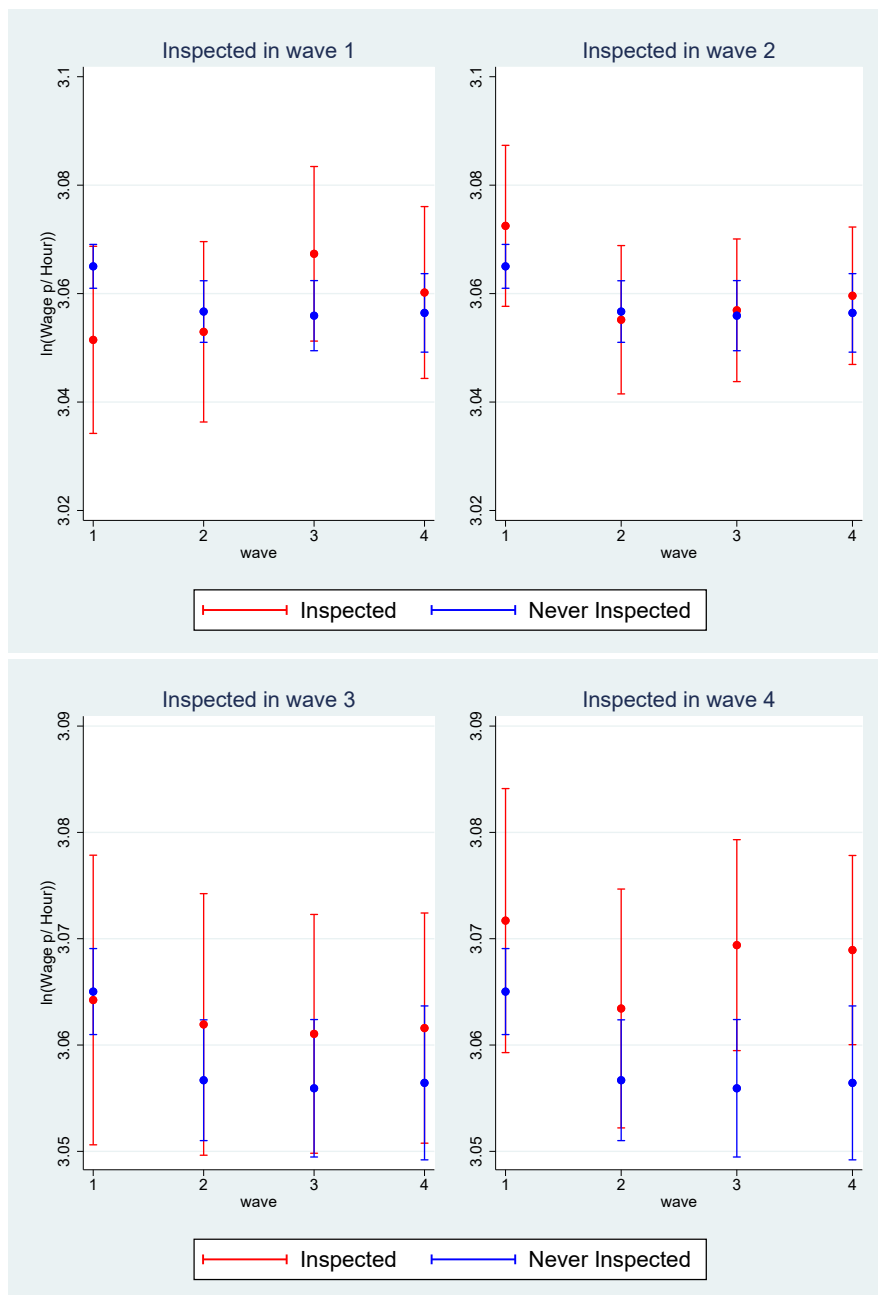 Inspected in wave 1
Inspected in wave 2
ln(Wage p/ Hour))
3.1
3.08
3.06
3.04
3.02
1 2 3 4
wave
3.1
3.08
3.06
3.04
3.02
1 2 3 4
wave
Inspected Never Inspected
Inspected in wave 3
Inspected in wave 4
ln(Wage p/ Hour))
3.09
3.08
3.07
3.06
3.05
1 2 3 4
wave
3.09
3.08
3.07
3.06
3.05
1 2 3 4
wave
Inspected Never Inspected